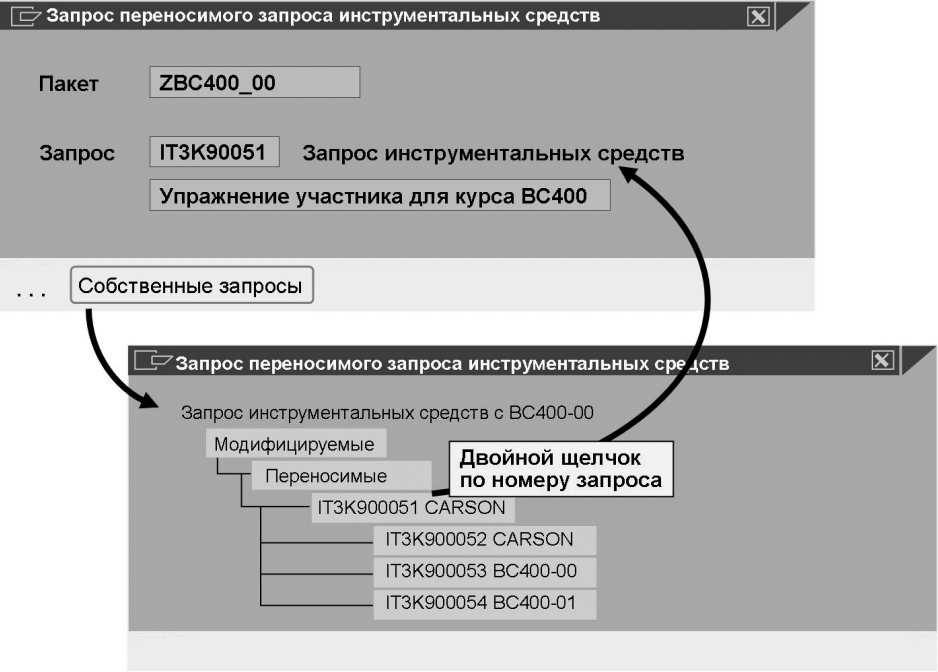 Запрос переносимого запроса инструментальных средств
Пакет ZBC400_00
Запрос IT3K90051 Запрос инструментальных средств
Упражнение участника для курса BC400
... Собственные запросы
Запрос переносимого запроса инструментальных средств
Запрос инструментальных средств с BC400-00
Модифицируемые
Переносимые
Двойной щелчок
по номеру запроса
IT3K900051 CARSON
IT3K900052 CARSON
IT3K900053 BC400-00
IT3K900054 BC400-01